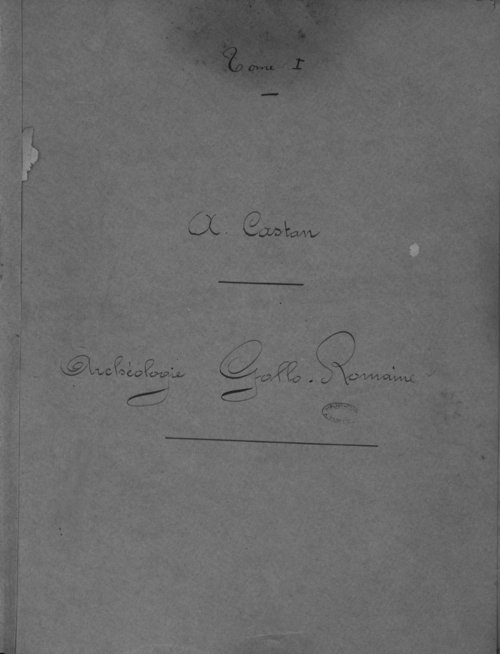 Tome I
A. Castan
Archéologie Gallo-Romaine